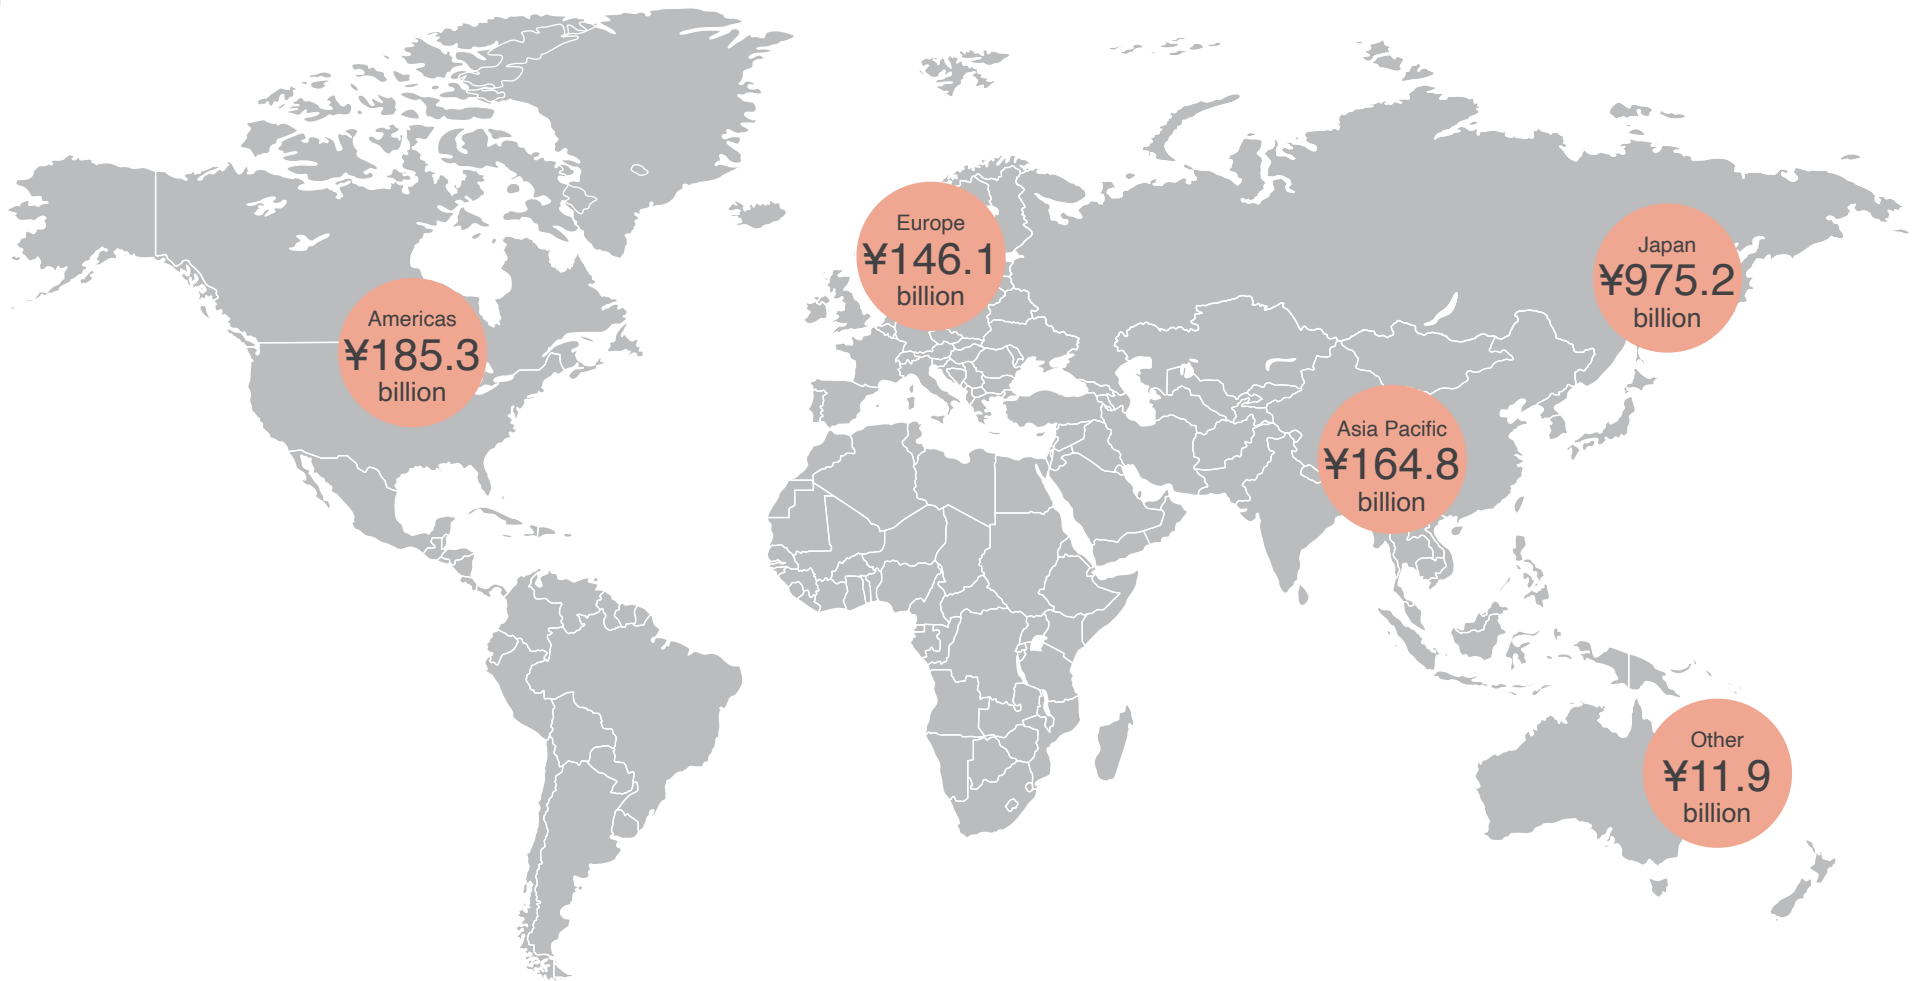 Europe
¥146.1
billion
Japan
¥975.2
billion
Americas
¥185.3
billion
Asia Pacific
¥164.8
billion
Other
¥11.9
billion